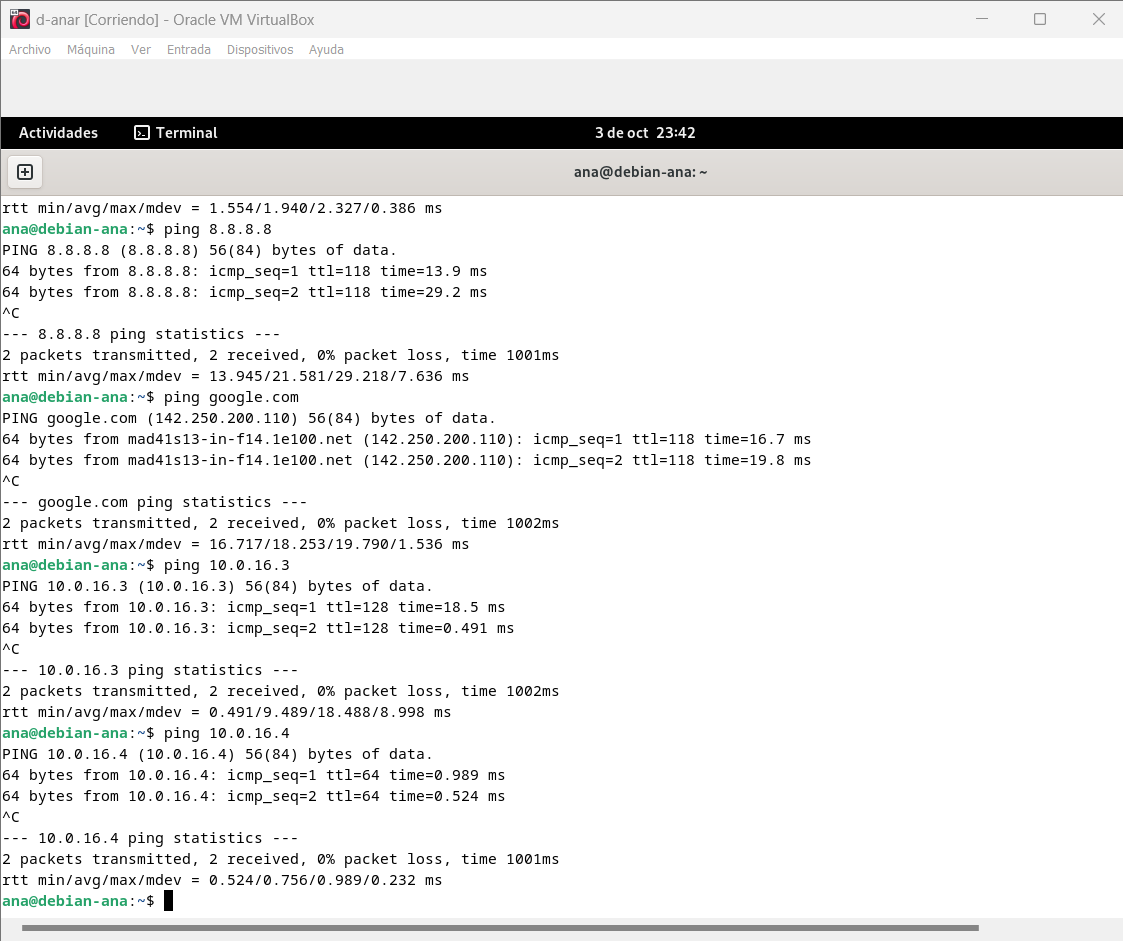 d-anar [Corriendo] - Oracle VM VirtualBox
Archivo Máquina Ver Entrada Dispositivos Ayuda
Actividades Terminal 3 de oct 23:42
ana@debian-ana: ~
rtt min/avg/max/mdev = 1.554/1.940/2.327/0.386 ms
ana@debian-ana:~$ ping 8.8.8.8
PING 8.8.8.8 (8.8.8.8) 56(84) bytes of data.
64 bytes from 8.8.8.8: icmp_seq=1 ttl=118 time=13.9 ms
64 bytes from 8.8.8.8: icmp_seq=2 ttl=118 time=29.2 ms
^C
--- 8.8.8.8 ping statistics ---
2 packets transmitted, 2 received, 0% packet loss, time 1001ms
rtt min/avg/max/mdev = 13.945/21.581/29.218/7.636 ms
ana@debian-ana:~$ ping google.com
PING google.com (142.250.200.110) 56(84) bytes of data.
64 bytes from mad41s13-in-f14.1e100.net (142.250.200.110): icmp_seq=1 ttl=118 time=16.7 ms
64 bytes from mad41s13-in-f14.1e100.net (142.250.200.110): icmp_seq=2 ttl=118 time=19.8 ms
^C
--- google.com ping statistics ---
2 packets transmitted, 2 received, 0% packet loss, time 1002ms
rtt min/avg/max/mdev = 16.717/18.253/19.790/1.536 ms
ana@debian-ana:~$ ping 10.0.16.3
PING 10.0.16.3 (10.0.16.3) 56(84) bytes of data.
64 bytes from 10.0.16.3: icmp_seq=1 ttl=128 time=18.5 ms
64 bytes from 10.0.16.3: icmp_seq=2 ttl=128 time=0.491 ms
^C
--- 10.0.16.3 ping statistics ---
2 packets transmitted, 2 received, 0% packet loss, time 1002ms
rtt min/avg/max/mdev = 0.491/9.489/18.488/8.998 ms
ana@debian-ana:~$ ping 10.0.16.4
PING 10.0.16.4 (10.0.16.4) 56(84) bytes of data.
64 bytes from 10.0.16.4: icmp_seq=1 ttl=64 time=0.989 ms
64 bytes from 10.0.16.4: icmp_seq=2 ttl=64 time=0.524 ms
^C
--- 10.0.16.4 ping statistics ---
2 packets transmitted, 2 received, 0% packet loss, time 1001ms
rtt min/avg/max/mdev = 0.524/0.756/0.989/0.232 ms
ana@debian-ana:~$